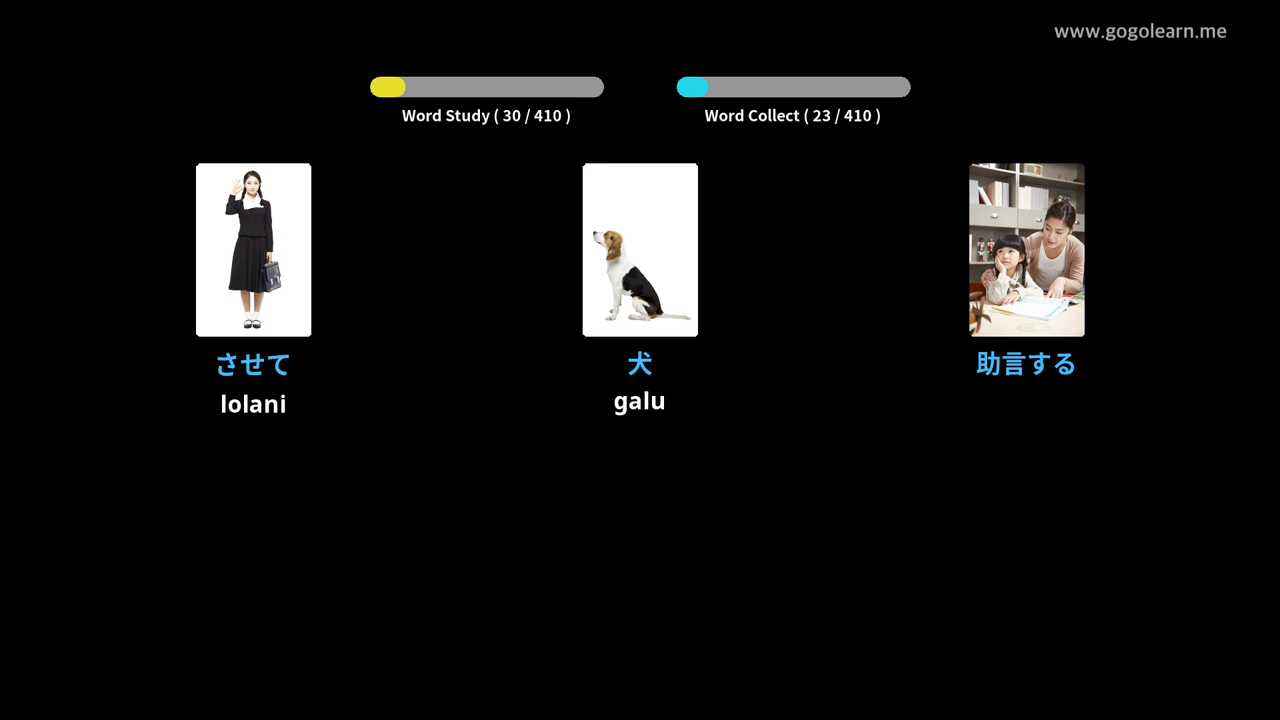 www.gogolearn.me
Word Study ( 30 / 410 )
Word Collect ( 23 / 410 )
させて
lolani
犬
galu
助言する